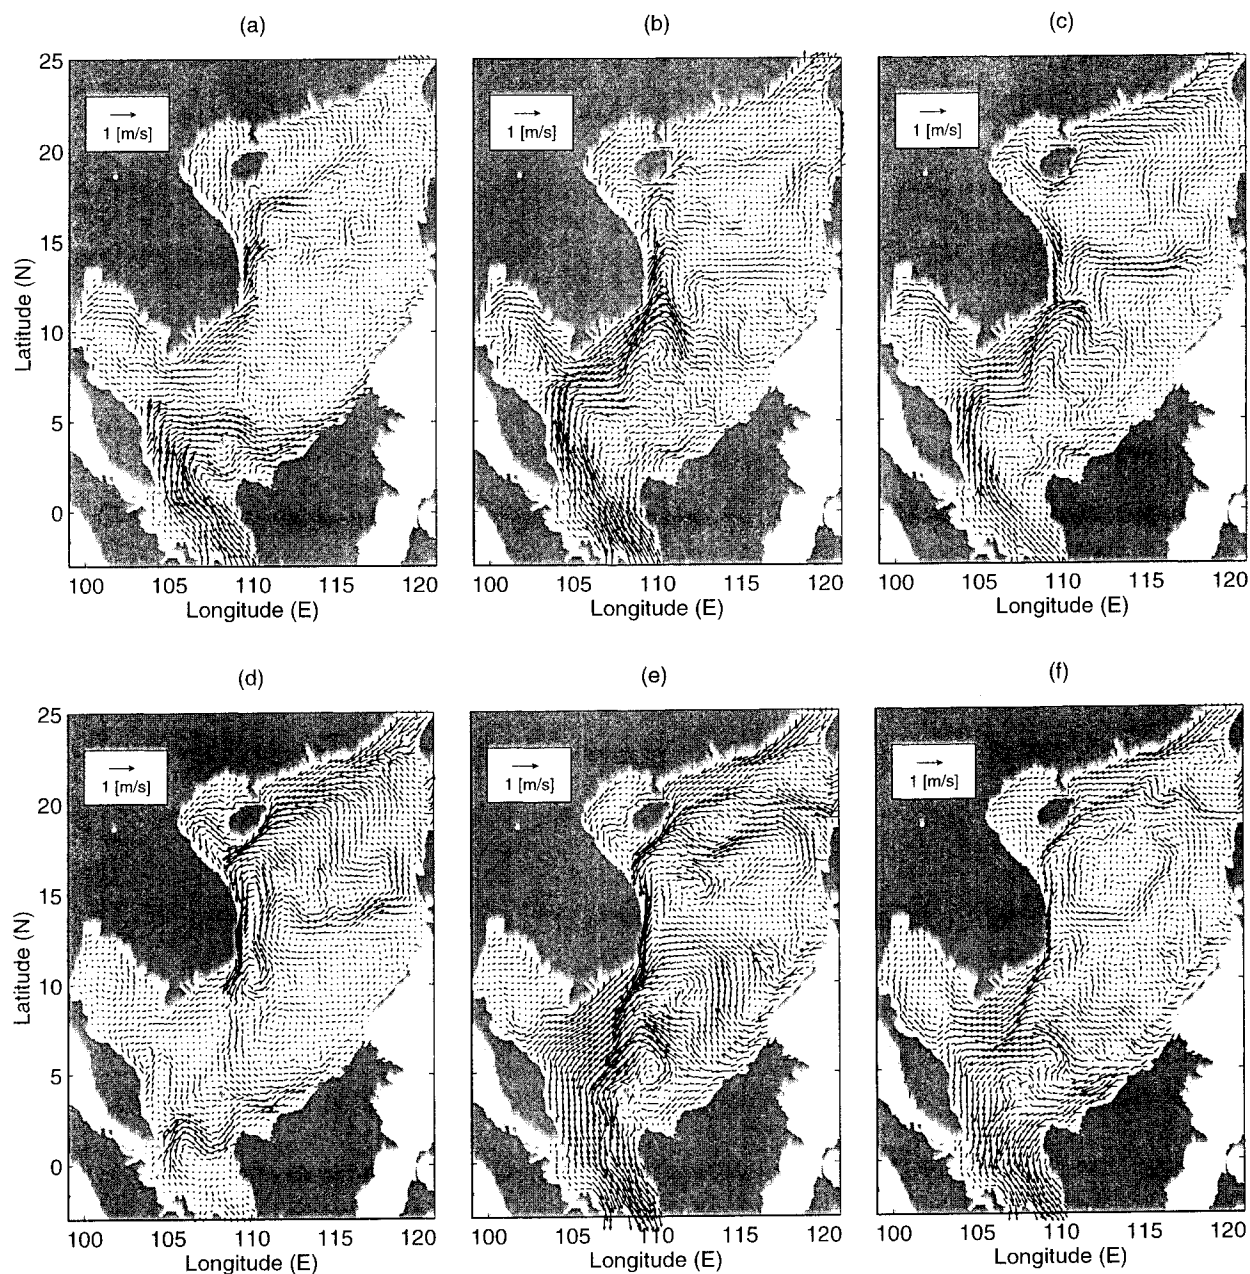 (a) (b) (c)
25
20
15
10
5
0
Latitude (N)
1 [m/s]
1 [m/s]
1 [m/s]
100 105 110 115 120
100 105 110 115 120
100 105 110 115 120
Longitude (E)
Longitude (E)
Longitude (E)
(d) (e) (f)
25
20
15
10
5
0
Latitude (N)
1 [m/s]
1 [m/s]
1 [m/s]
100 105 110 115 120
100 105 110 115 120
100 105 110 115 120
Longitude (E)
Longitude (E)
Longitude (E)